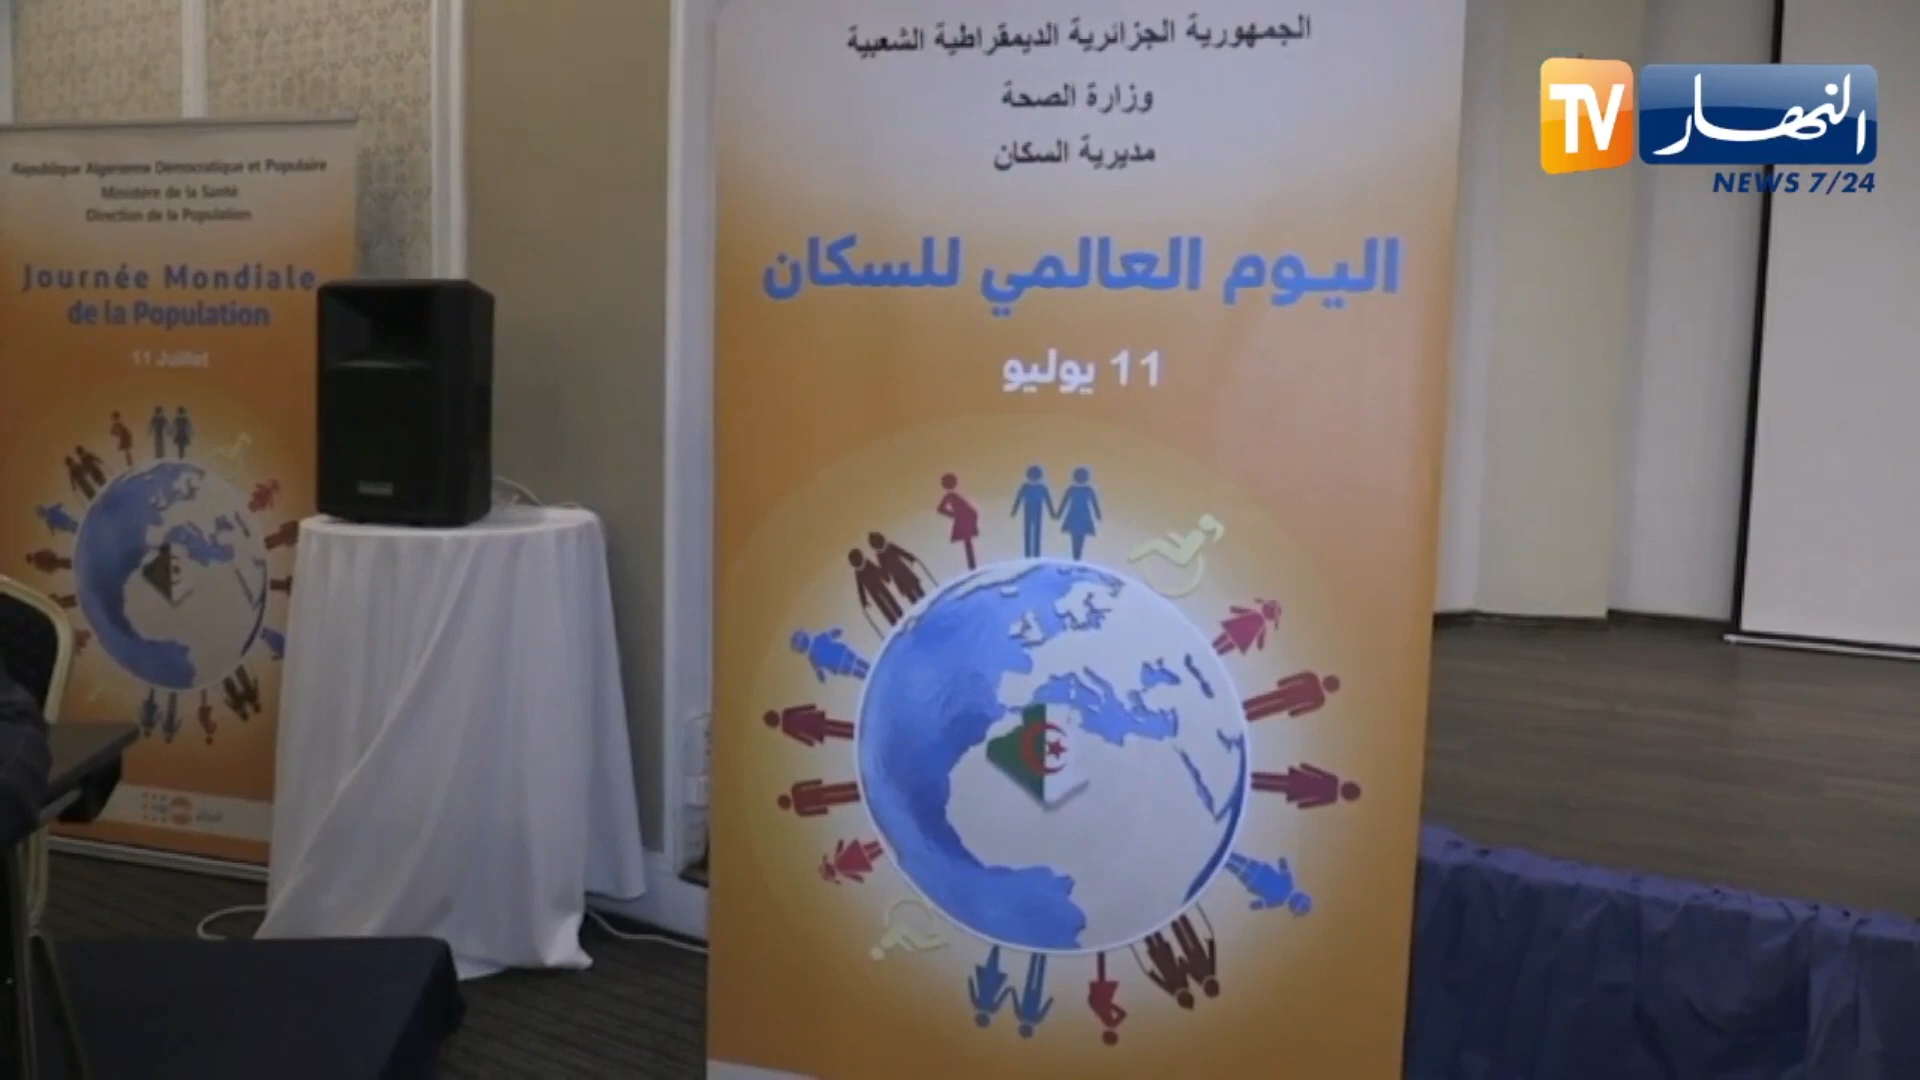 الجمهورية الجزائرية الديمقراطية الشعبية
وزارة الصحة
مديرية السكان
اليوم العالمي للسكان
11 يوليو
République Algérienne Démocratique et Populaire
Ministère de la Santé
Direction de la Population
Journée Mondiale
de la Population
11 Juillet
TV النهار
NEWS 7/24